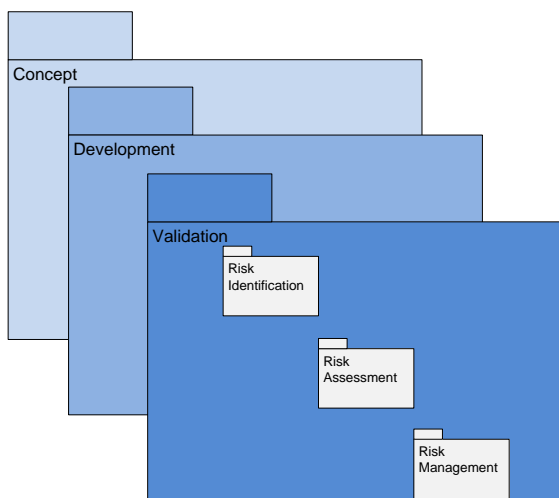 Concept
Development
Validation
Risk
Identification
Risk
Assessment
Risk
Management